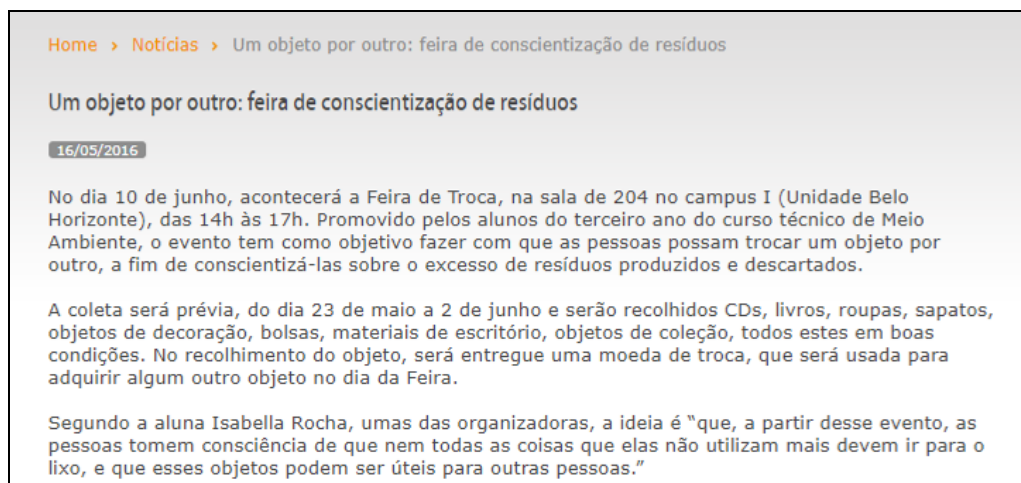 Home › Notícias › Um objeto por outro: feira de conscientização de resíduos
Um objeto por outro: feira de conscientização de resíduos
16/05/2016
No dia 10 de junho, acontecerá a Feira de Troca, na sala de 204 no campus I (Unidade Belo
Horizonte), das 14h às 17h. Promovido pelos alunos do terceiro ano do curso técnico de Meio
Ambiente, o evento tem como objetivo fazer com que as pessoas possam trocar um objeto por
outro, a fim de conscientizá-las sobre o excesso de resíduos produzidos e descartados.
A coleta será prévia, do dia 23 de maio a 2 de junho e serão recolhidos CDs, livros, roupas, sapatos,
objetos de decoração, bolsas, materiais de escritório, objetos de coleção, todos estes em boas
condições. No recolhimento do objeto, será entregue uma moeda de troca, que será usada para
adquirir algum outro objeto no dia da Feira.
Segundo a aluna Isabella Rocha, umas das organizadoras, a ideia é “que, a partir desse evento, as
pessoas tomem consciência de que nem todas as coisas que elas não utilizam mais devem ir para o
lixo, e que esses objetos podem ser úteis para outras pessoas.”